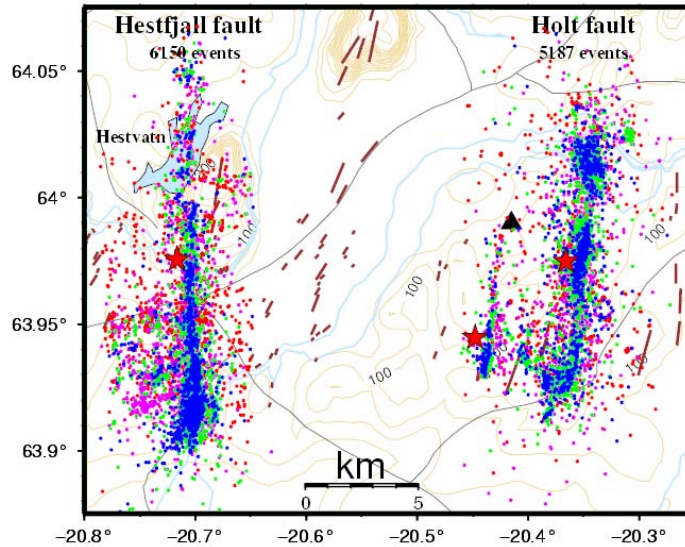 Hestfjall fault
6150 events
Holt fault
5187 events
64.05°
Hestvatn
100
64°
100
100
100
63.95°
100
100
63.9°
km
0 5
−20.8 −20.7 −20.6 −20.5 −20.4 −20.3